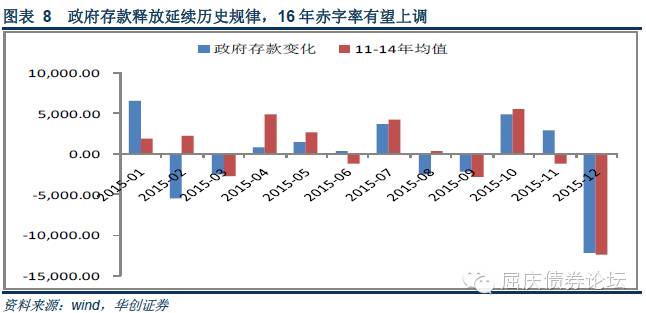 图表 8 政府存款释放延续历史规律，16年赤字率有望上调
政府存款变化 11-14年均值
10,000.00
5,000.00
0.00
-5,000.00
-10,000.00
-15,000.00
2015-01 2015-02 2015-03 2015-04 2015-05 2015-06 2015-07 2015-08 2015-09 2015-10 2015-11 2015-12
屈庆债券论坛
资料来源：wind，华创证券